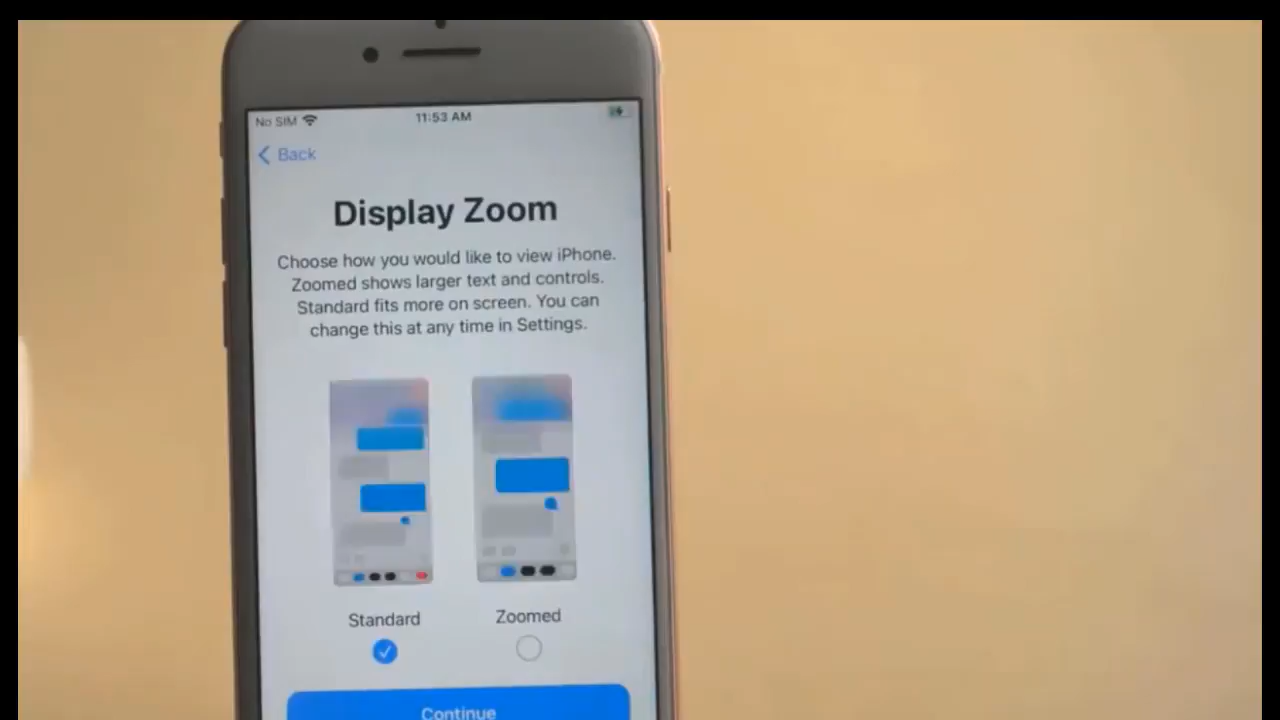 No SIM 11:53 AM
Back
Display Zoom
Choose how you would like to view iPhone.
Zoomed shows larger text and controls.
Standard fits more on screen. You can
change this at any time in Settings.
Standard Zoomed
Continue